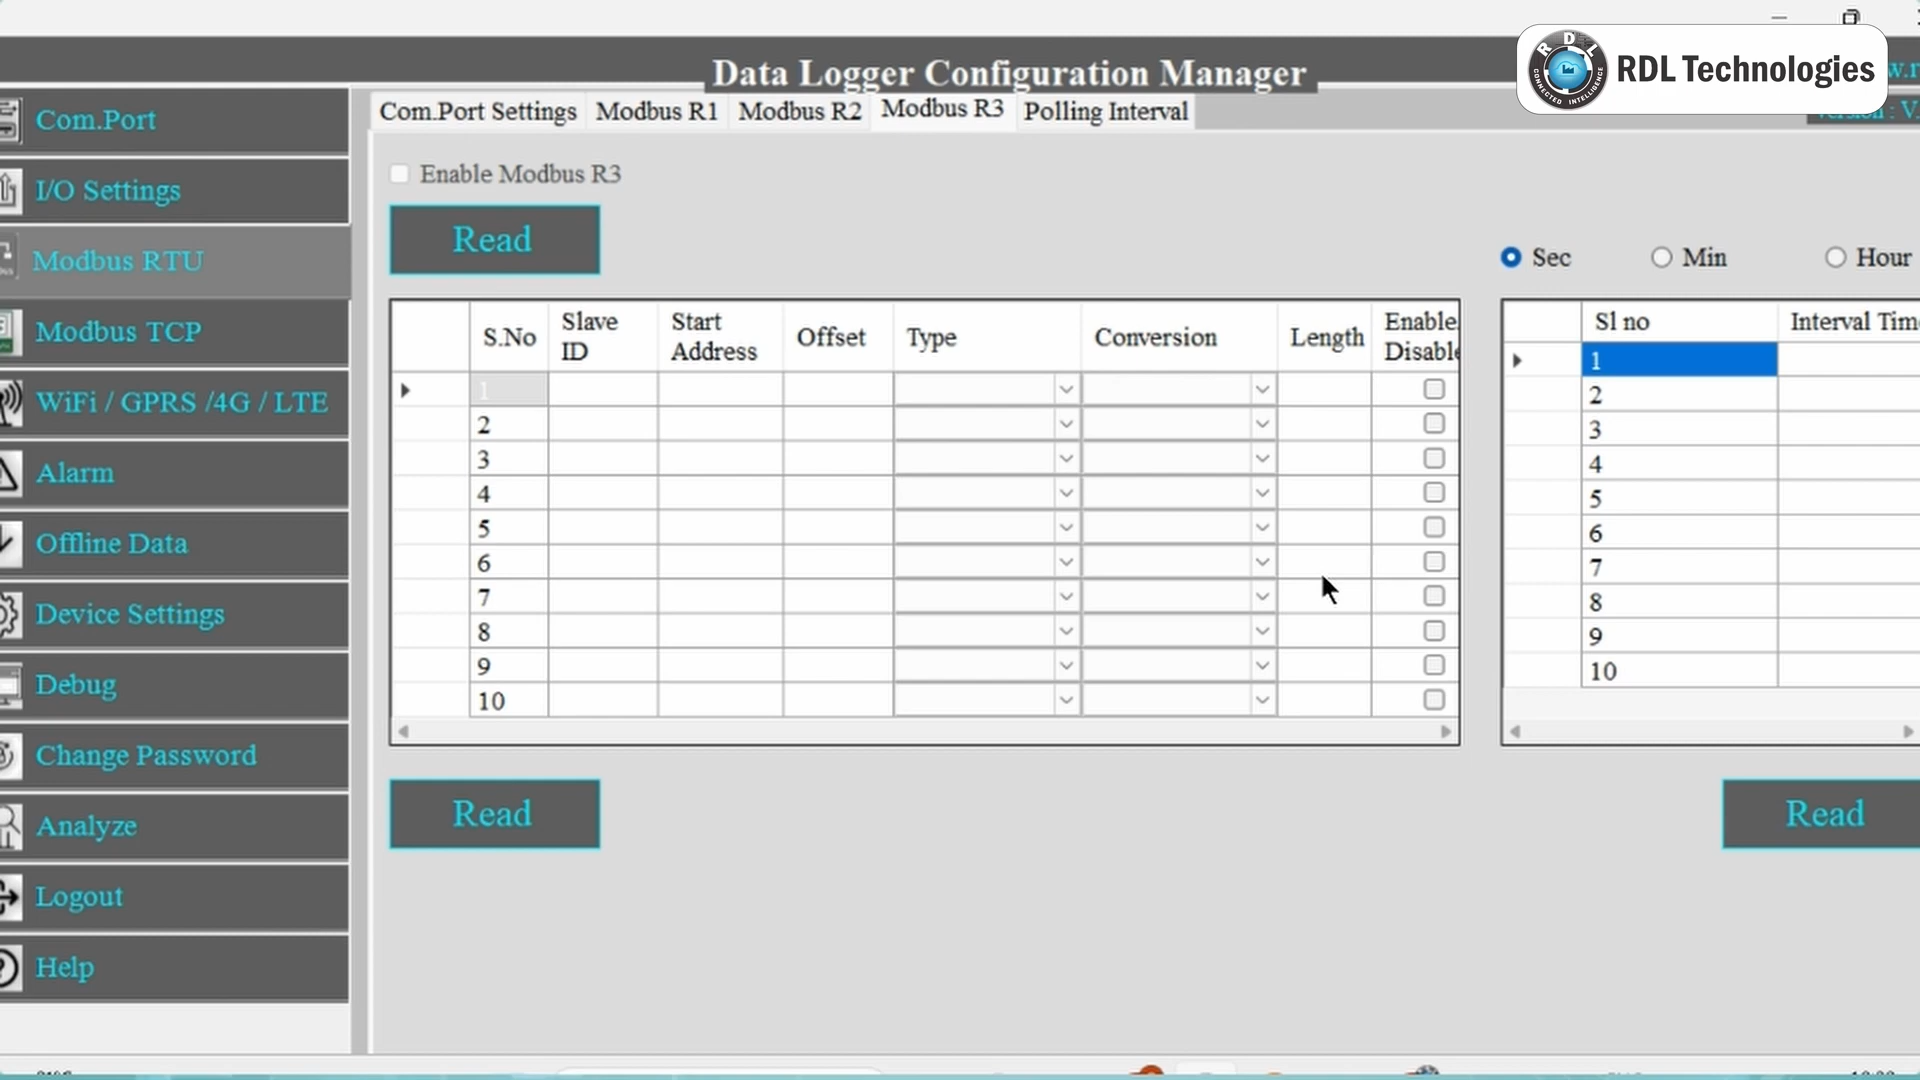 Data Logger Configuration Manager
RDL Technologies
Com.Port Settings Modbus R1 Modbus R2 Modbus R3 Polling Interval
Com.Port
I/O Settings
Modbus RTU
Modbus TCP
WiFi / GPRS /4G / LTE
Alarm
Offline Data
Device Settings
Debug
Change Password
Analyze
Logout
Help
Enable Modbus R3
Read
Sec Min Hour
S.No Slave ID Start Address Offset Type Conversion Length Enable Disable
1
2
3
4
5
6
7
8
9
10
Sl no Interval Time
1
2
3
4
5
6
7
8
9
10
Read
Read